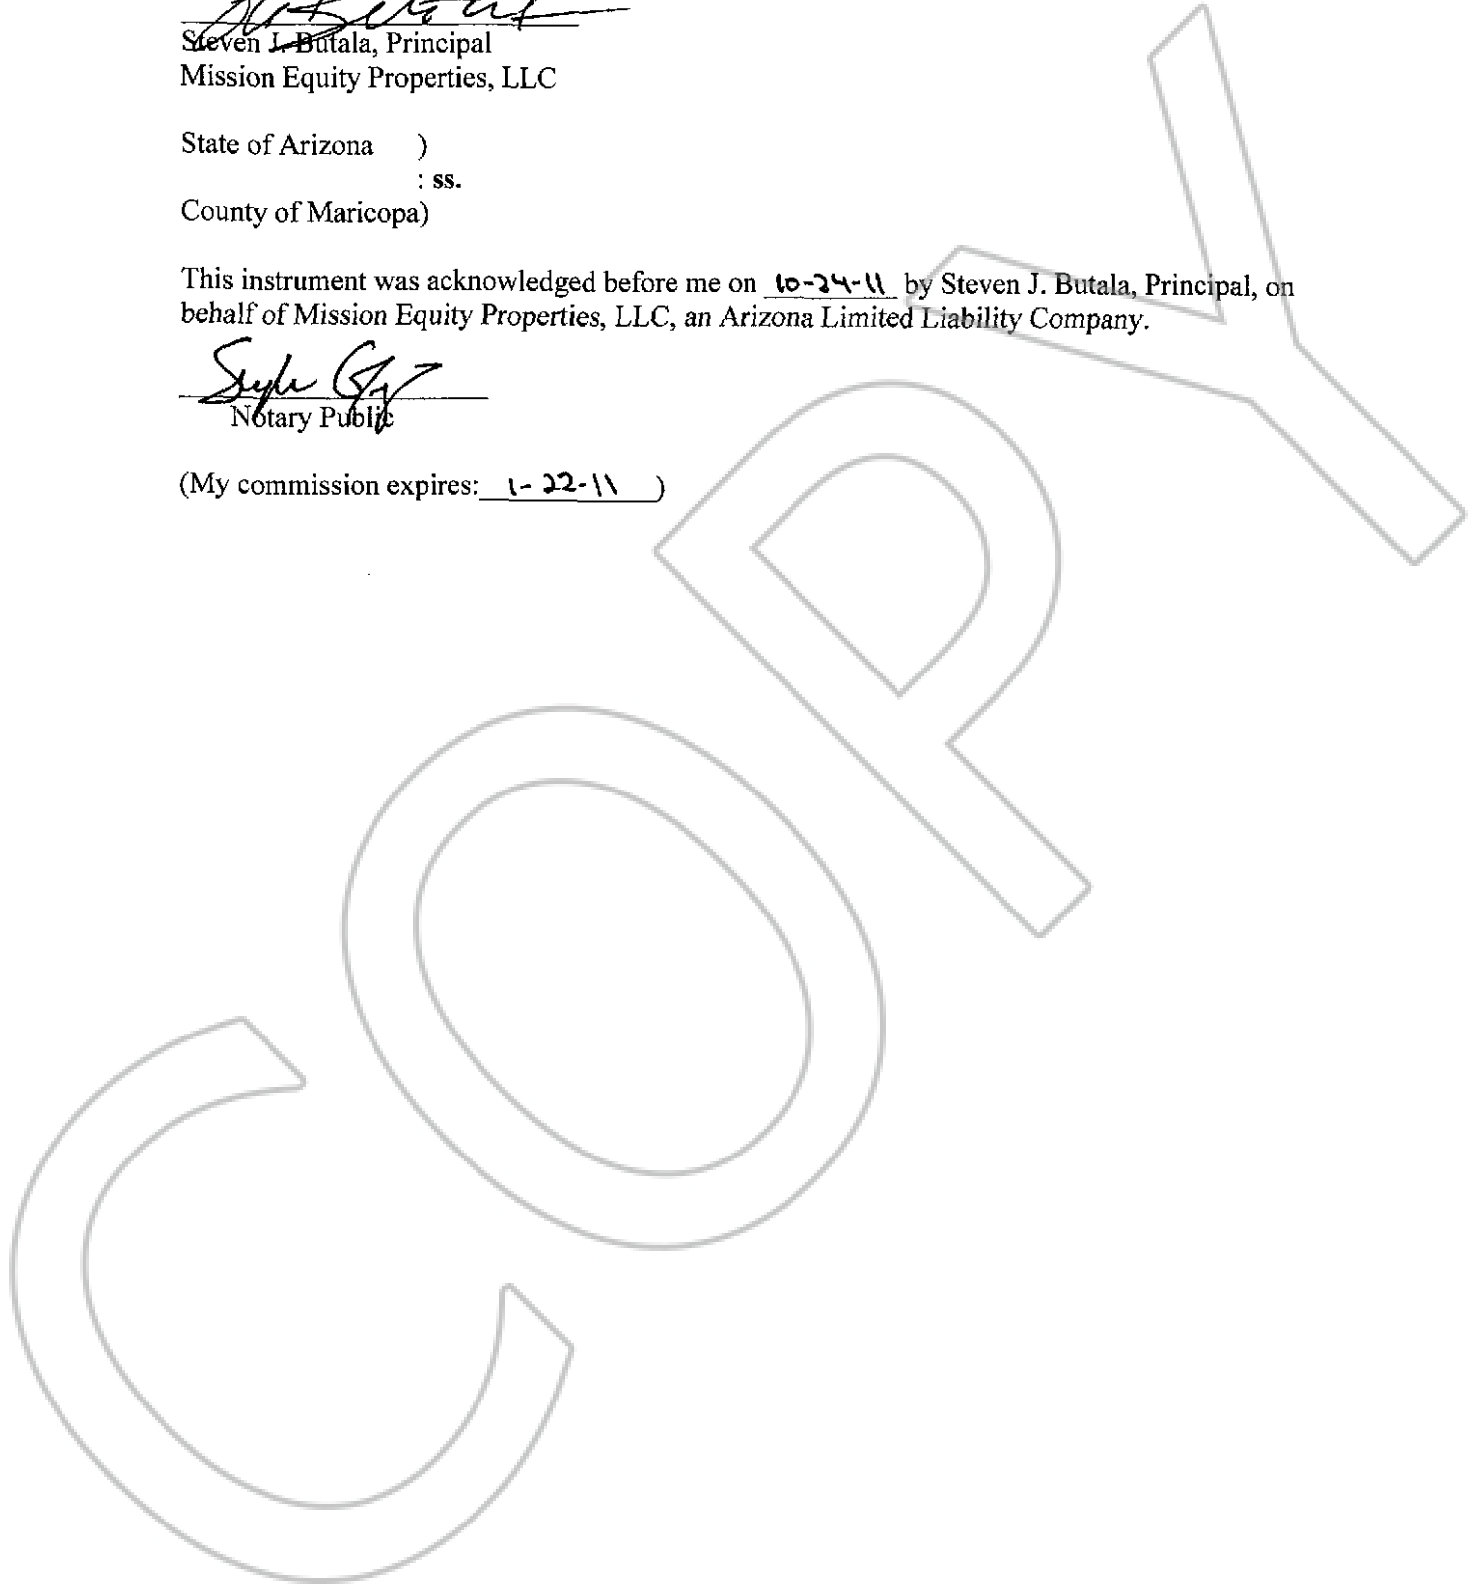 Steven J. Butala, Principal
Mission Equity Properties, LLC
State of Arizona )
: ss.
County of Maricopa)
This instrument was acknowledged before me on 10-24-11 by Steven J. Butala, Principal, on
behalf of Mission Equity Properties, LLC, an Arizona Limited Liability Company.
Notary Public
(My commission expires: 1-22-11 )
COPY